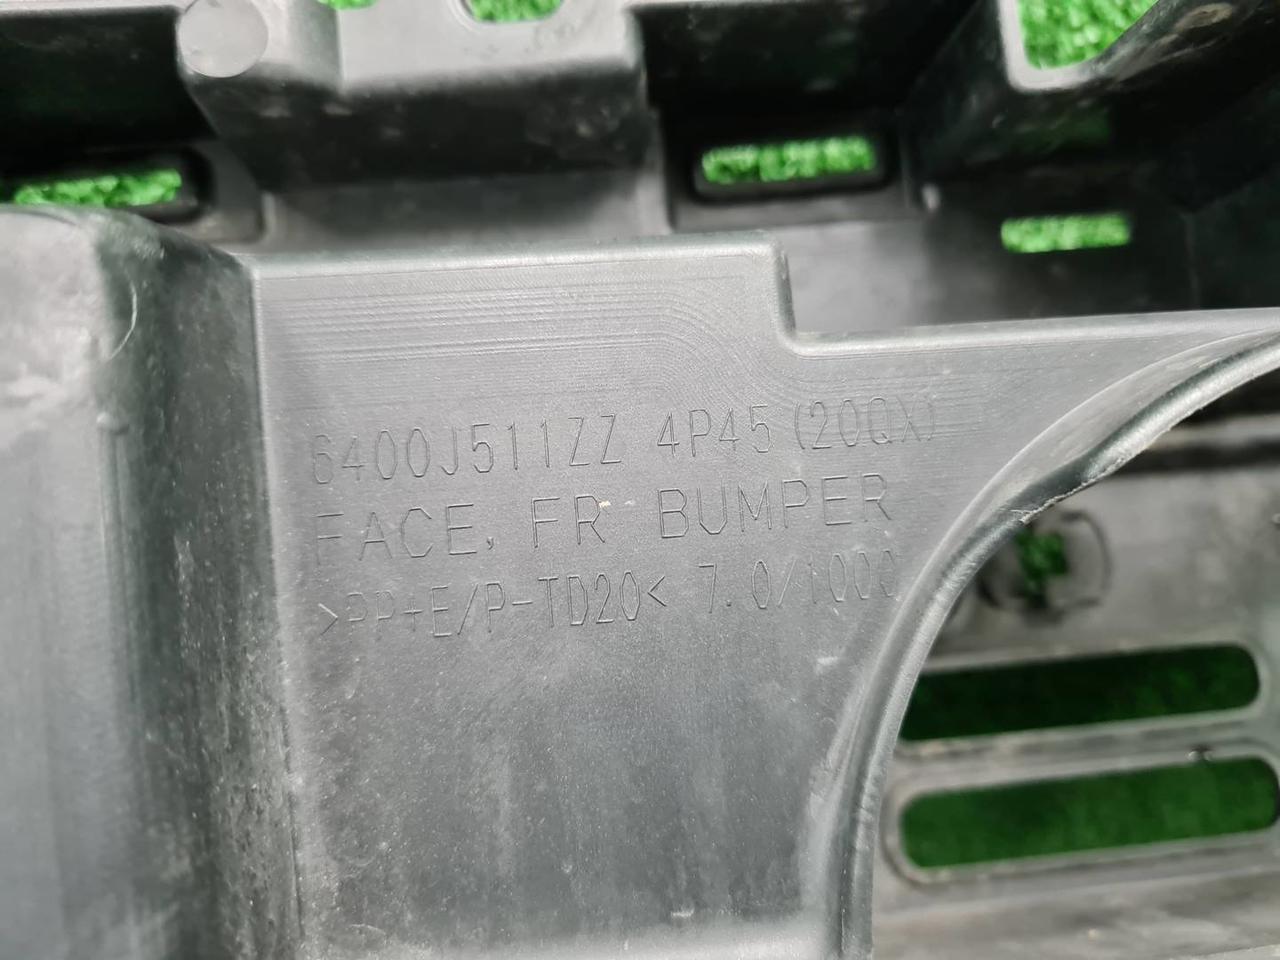 6400J511ZZ 4P45 (20QX)
FACE, FR BUMPER
>PP+E/P-TD20< 7.0/1000